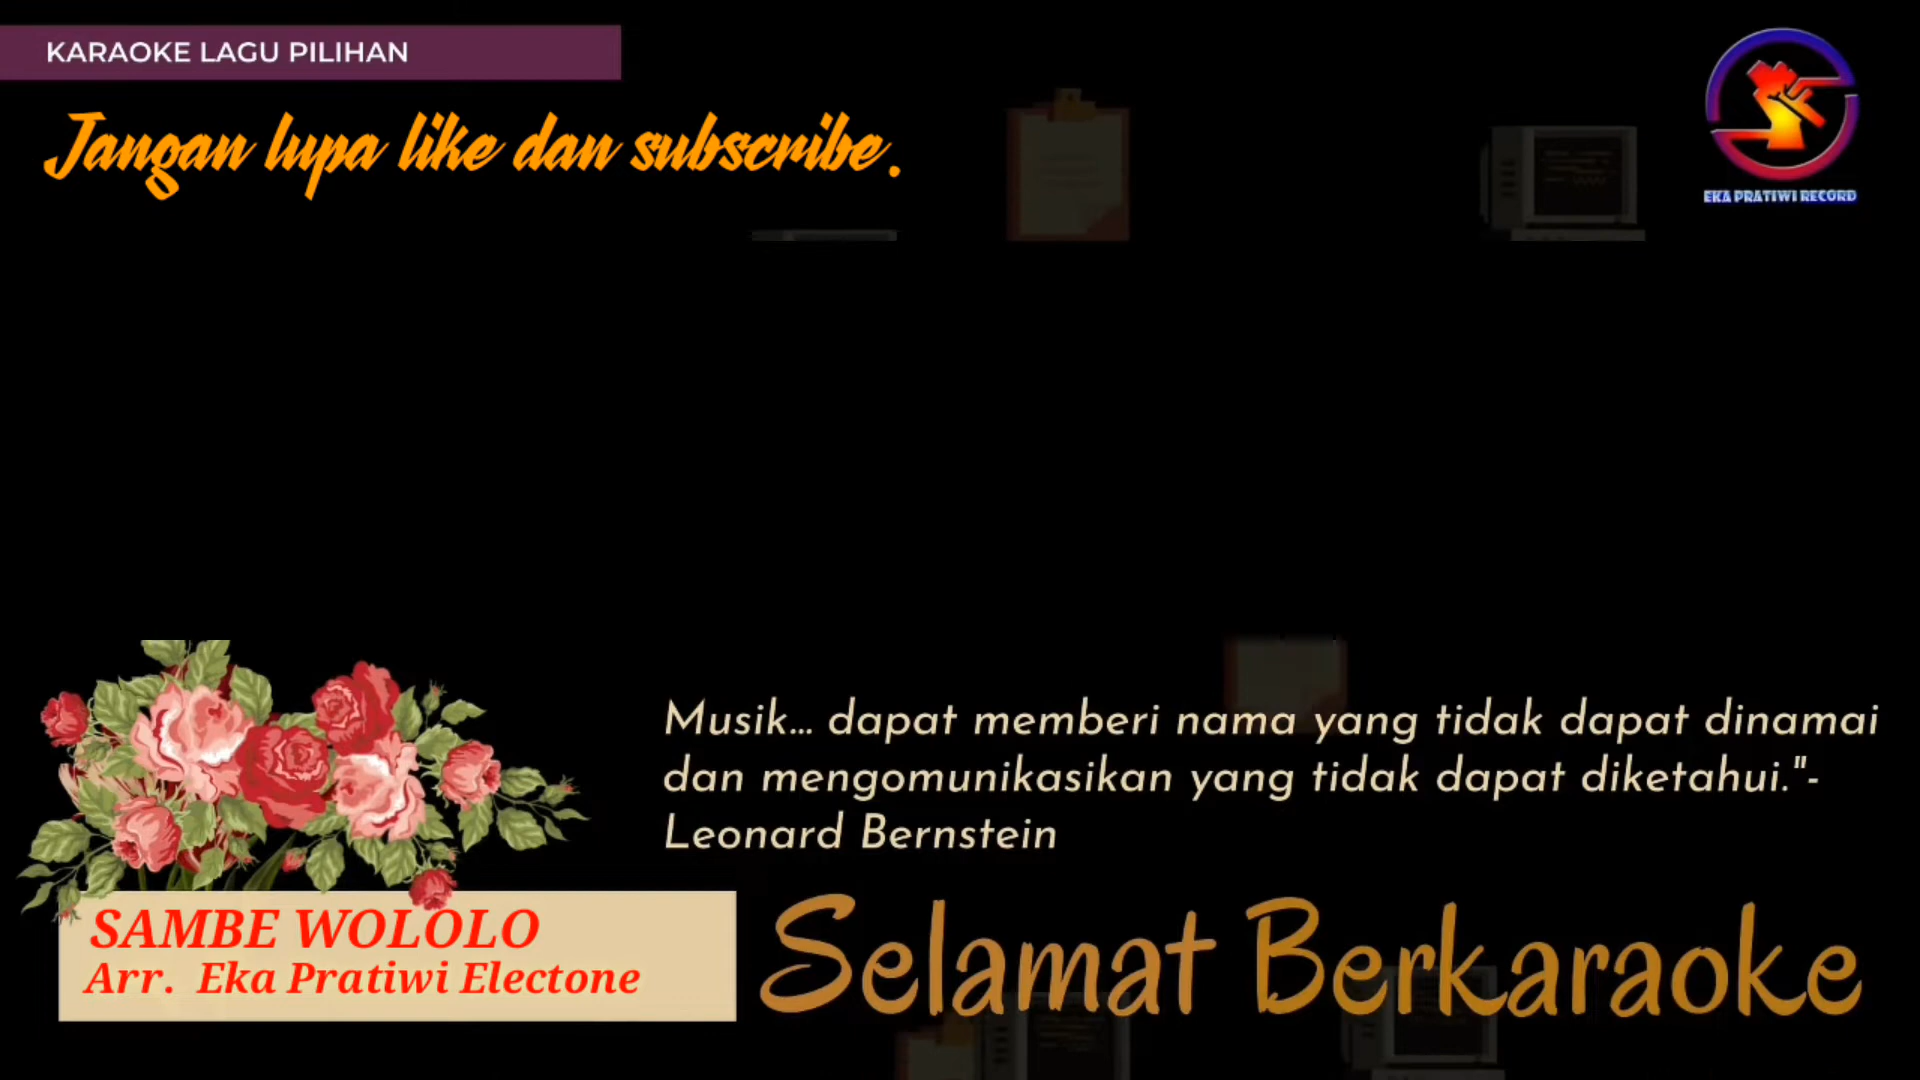 KARAOKE LAGU PILIHAN
Jangan lupa like dan subscribe.
EKA PRATIWI RECORD
Musik... dapat memberi nama yang tidak dapat dinamai
dan mengomunikasikan yang tidak dapat diketahui."-
Leonard Bernstein
SAMBE WOLOLO
Arr. Eka Pratiwi Electone
Selamat Berkaraoke